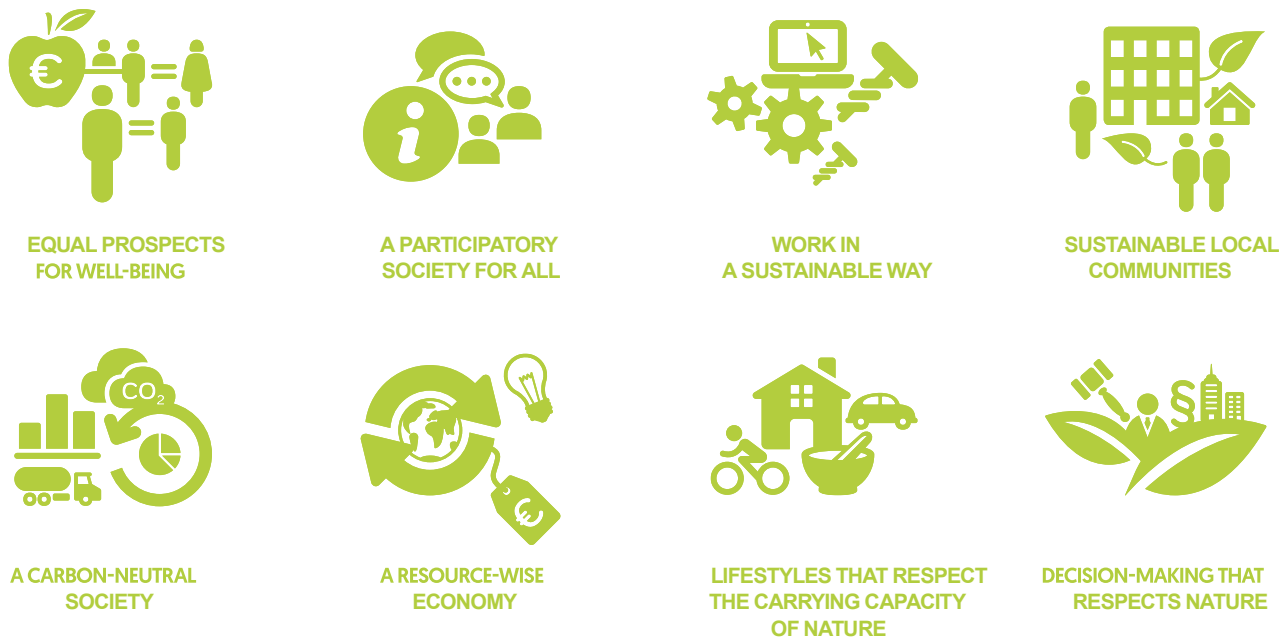 €
i
EQUAL PROSPECTS
FOR WELL-BEING
A PARTICIPATORY
SOCIETY FOR ALL
WORK IN
A SUSTAINABLE WAY
SUSTAINABLE LOCAL
COMMUNITIES
CO₂
€
§
A CARBON-NEUTRAL
SOCIETY
A RESOURCE-WISE
ECONOMY
LIFESTYLES THAT RESPECT
THE CARRYING CAPACITY
OF NATURE
DECISION-MAKING THAT
RESPECTS NATURE